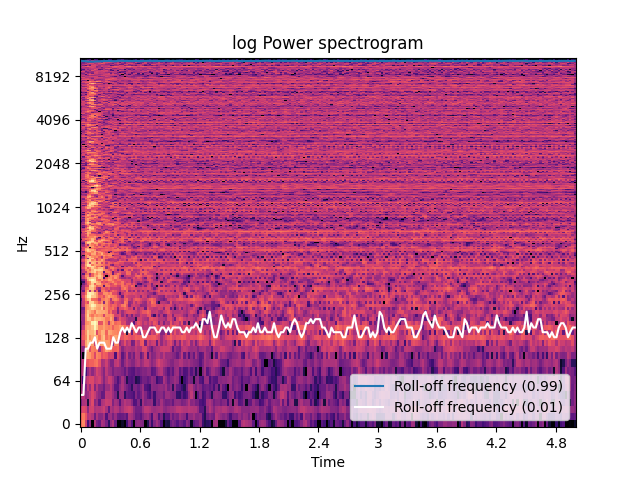 log Power spectrogram
8192
4096
2048
1024
512
256
128
64
0
Hz
Roll-off frequency (0.99)
Roll-off frequency (0.01)
0 0.6 1.2 1.8 2.4 3 3.6 4.2 4.8
Time